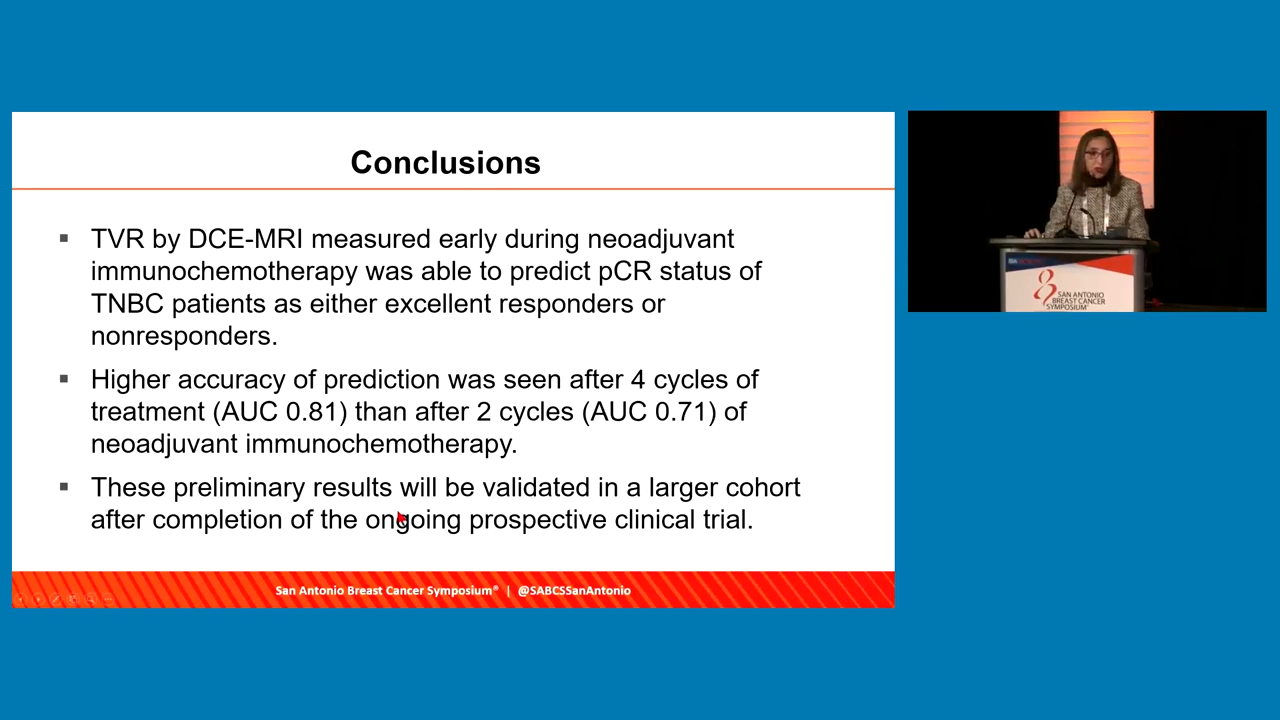 Conclusions
TVR by DCE-MRI measured early during neoadjuvant
immunochemotherapy was able to predict pCR status of
TNBC patients as either excellent responders or
nonresponders.
Higher accuracy of prediction was seen after 4 cycles of
treatment (AUC 0.81) than after 2 cycles (AUC 0.71) of
neoadjuvant immunochemotherapy.
These preliminary results will be validated in a larger cohort
after completion of the ongoing prospective clinical trial.
San Antonio Breast Cancer Symposium® | @SABCSSanAntonio
SAN ANTONIO
BREAST CANCER
SYMPOSIUM